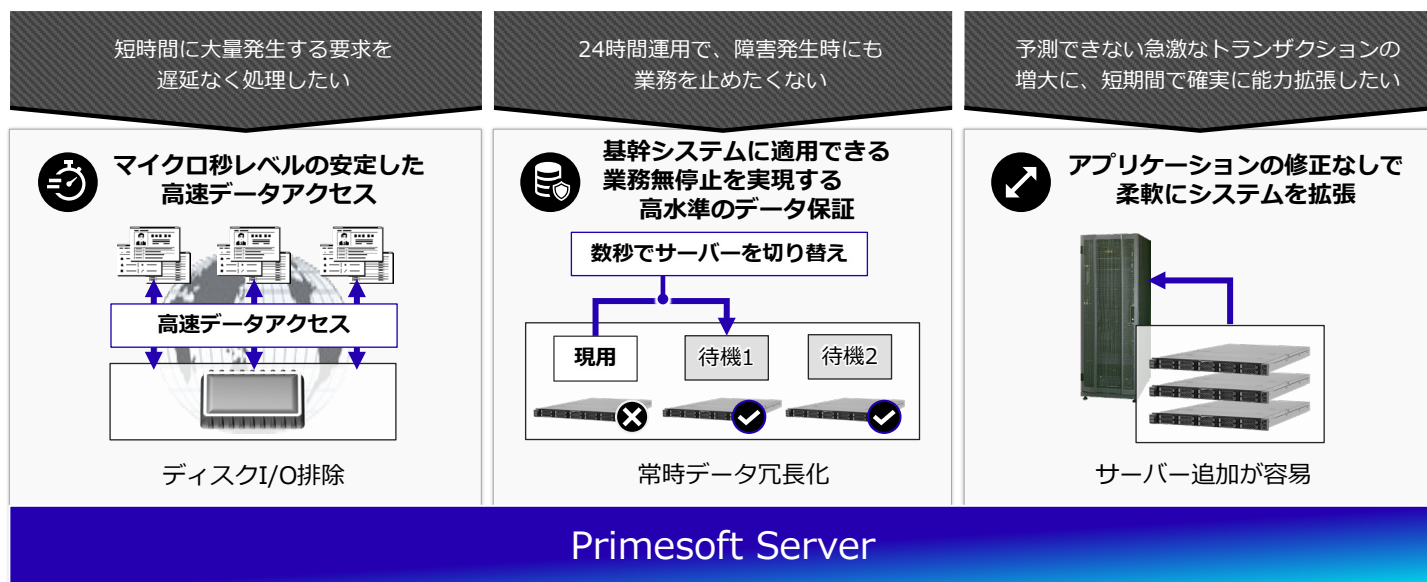 短時間に大量発生する要求を
遅延なく処理したい
マイクロ秒レベルの安定した
高速データアクセス
高速データアクセス
ディスクI/O排除
24時間運用で、障害発生時にも
業務を止めたくない
基幹システムに適用できる
業務無停止を実現する
高水準のデータ保証
数秒でサーバーを切り替え
現用
待機1
待機2
常時データ冗長化
予測できない急激なトランザクションの
増大に、短期間で確実に能力拡張したい
アプリケーションの修正なしで
柔軟にシステムを拡張
サーバー追加が容易
Primesoft Server